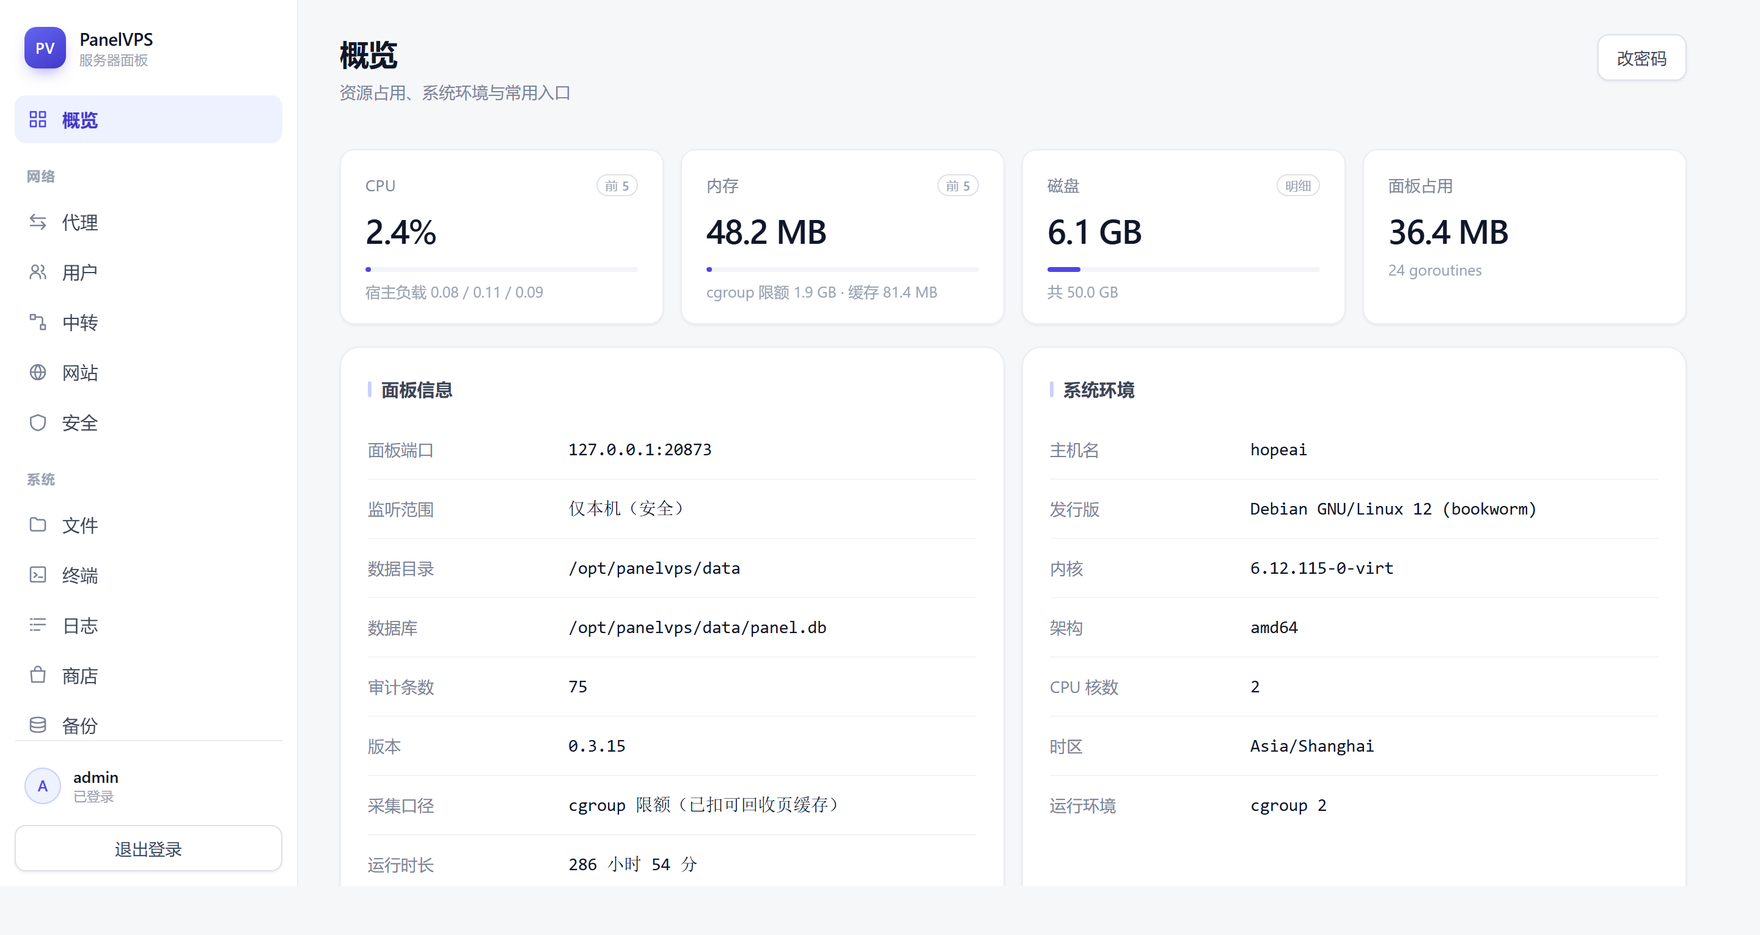 PV
PanelVPS
服务器面板
概览
网络
代理
用户
中转
网站
安全
系统
文件
终端
日志
商店
备份
A
admin
已登录
退出登录
概览
资源占用、系统环境与常用入口
改密码
CPU 前 5
2.4%
宿主负载 0.08 / 0.11 / 0.09
内存 前 5
48.2 MB
cgroup 限额 1.9 GB · 缓存 81.4 MB
磁盘 明细
6.1 GB
共 50.0 GB
面板占用
36.4 MB
24 goroutines
面板信息
面板端口 127.0.0.1:20873
监听范围 仅本机（安全）
数据目录 /opt/panelvps/data
数据库 /opt/panelvps/data/panel.db
审计条数 75
版本 0.3.15
采集口径 cgroup 限额（已扣可回收页缓存）
运行时长 286 小时 54 分
系统环境
主机名 hopeai
发行版 Debian GNU/Linux 12 (bookworm)
内核 6.12.115-0-virt
架构 amd64
CPU 核数 2
时区 Asia/Shanghai
运行环境 cgroup 2